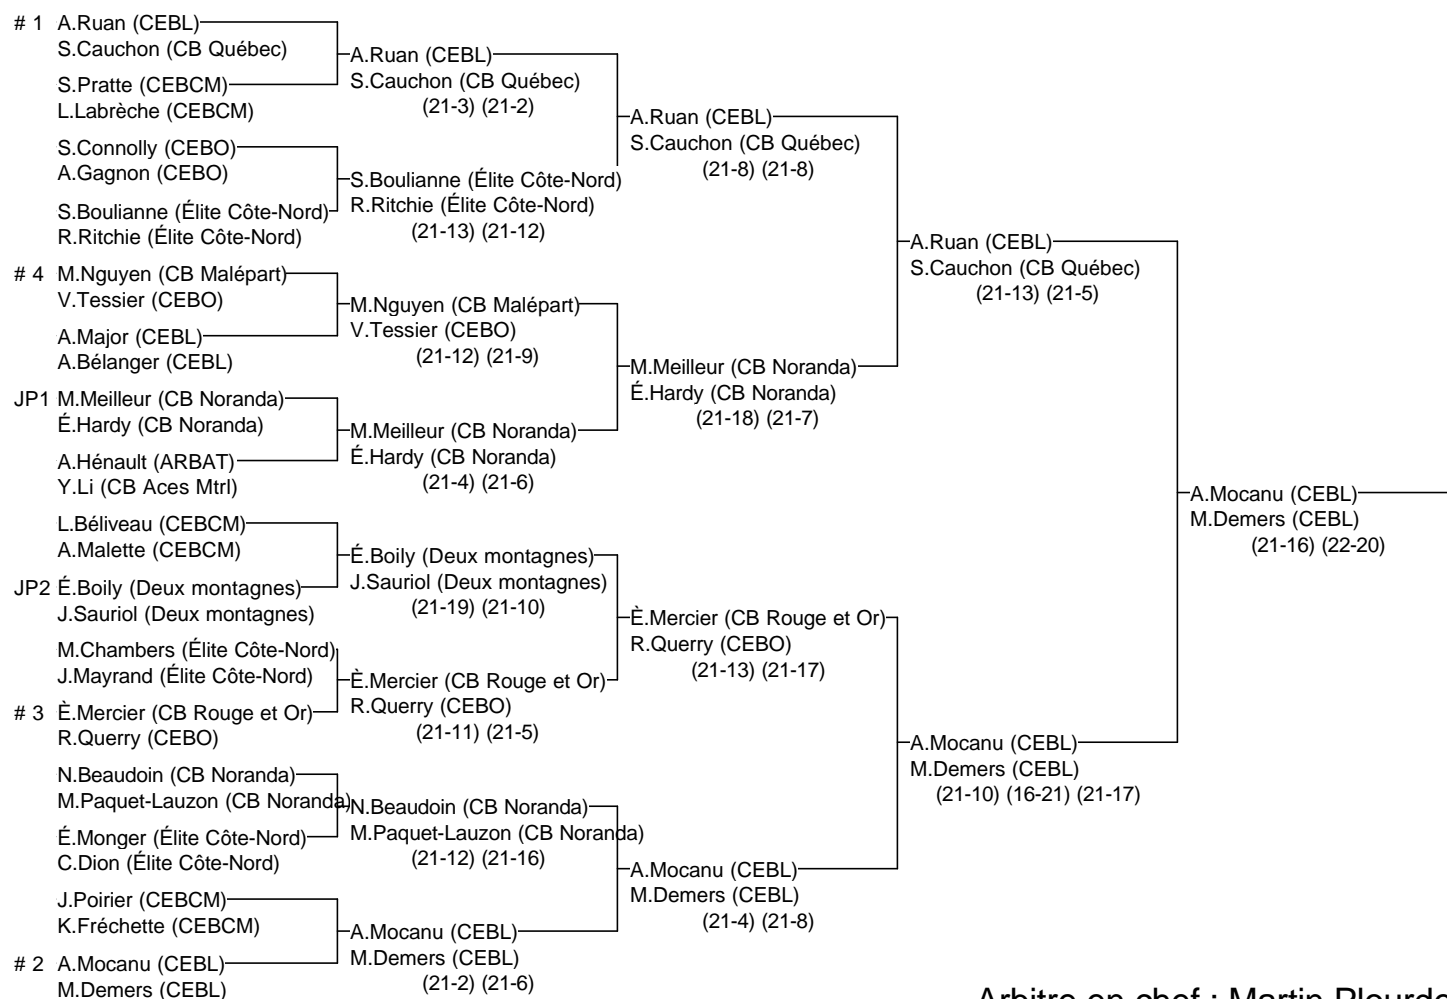 # 1 A.Ruan (CEBL)
S.Cauchon (CB Québec)
S.Pratte (CEBCM)
L.Labrèche (CEBCM)
S.Connolly (CEBO)
A.Gagnon (CEBO)
S.Boulianne (Élite Côte-Nord)
R.Ritchie (Élite Côte-Nord)
# 4 M.Nguyen (CB Malépart)
V.Tessier (CEBO)
A.Major (CEBL)
A.Bélanger (CEBL)
JP1 M.Meilleur (CB Noranda)
É.Hardy (CB Noranda)
A.Hénault (ARBAT)
Y.Li (CB Aces Mtrl)
L.Béliveau (CEBCM)
A.Malette (CEBCM)
JP2 É.Boily (Deux montagnes)
J.Sauriol (Deux montagnes)
M.Chambers (Élite Côte-Nord)
J.Mayrand (Élite Côte-Nord)
# 3 È.Mercier (CB Rouge et Or)
R.Querry (CEBO)
N.Beaudoin (CB Noranda)
M.Paquet-Lauzon (CB Noranda)
É.Monger (Élite Côte-Nord)
C.Dion (Élite Côte-Nord)
J.Poirier (CEBCM)
K.Fréchette (CEBCM)
# 2 A.Mocanu (CEBL)
M.Demers (CEBL)
A.Ruan (CEBL)
S.Cauchon (CB Québec)
(21-3) (21-2)
S.Boulianne (Élite Côte-Nord)
R.Ritchie (Élite Côte-Nord)
(21-13) (21-12)
M.Nguyen (CB Malépart)
V.Tessier (CEBO)
(21-12) (21-9)
M.Meilleur (CB Noranda)
É.Hardy (CB Noranda)
(21-4) (21-6)
É.Boily (Deux montagnes)
J.Sauriol (Deux montagnes)
(21-19) (21-10)
È.Mercier (CB Rouge et Or)
R.Querry (CEBO)
(21-11) (21-5)
N.Beaudoin (CB Noranda)
M.Paquet-Lauzon (CB Noranda)
(21-12) (21-16)
A.Mocanu (CEBL)
M.Demers (CEBL)
(21-2) (21-6)
A.Ruan (CEBL)
S.Cauchon (CB Québec)
(21-8) (21-8)
M.Meilleur (CB Noranda)
É.Hardy (CB Noranda)
(21-18) (21-7)
È.Mercier (CB Rouge et Or)
R.Querry (CEBO)
(21-13) (21-17)
A.Mocanu (CEBL)
M.Demers (CEBL)
(21-4) (21-8)
A.Ruan (CEBL)
S.Cauchon (CB Québec)
(21-13) (21-5)
A.Mocanu (CEBL)
M.Demers (CEBL)
(21-10) (16-21) (21-17)
A.Mocanu (CEBL)
M.Demers (CEBL)
(21-16) (22-20)
Arbitre en chef : Martin Plourde